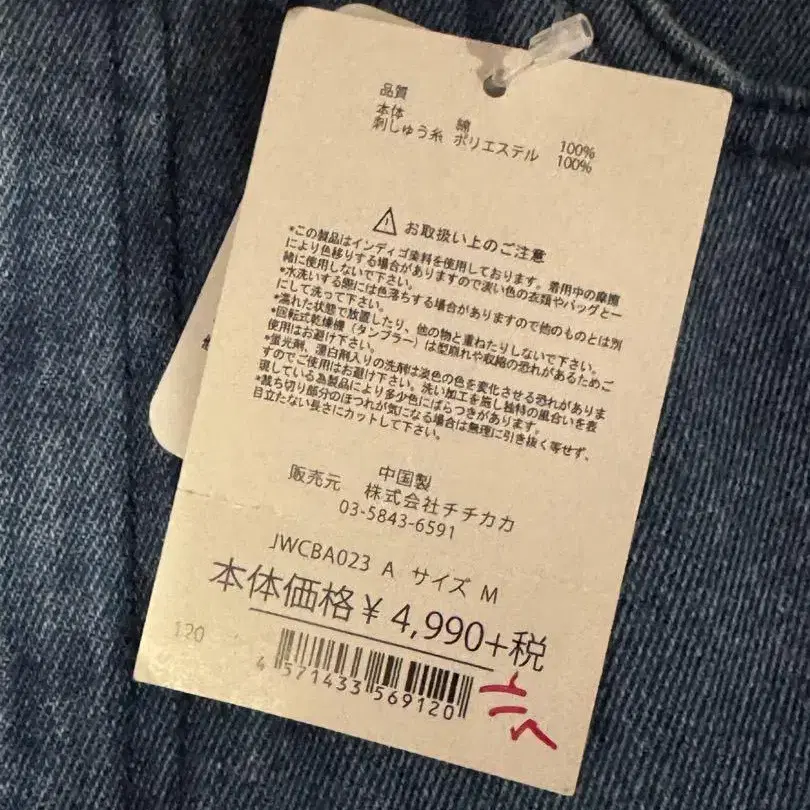 品質
本体 綿 100%
刺しゅう糸 ポリエステル 100%
お取扱い上のご注意
*この製品はインディゴ染料を使用しております。着用中の摩擦
により色移りする場合がありますので淡い色の衣類やバッグと一
緒に使用しないで下さい。
*水洗いする際には色落ちする場合がありますので他のものとは別
にして洗って下さい。
*濡れた状態で放置したり、他の物と重ねたりしないで下さい。
*回転式乾燥機（タンブラー）は型崩れや収縮の恐れがあるためご
使用はお避け下さい。
*蛍光剤、漂白剤入りの洗剤は淡色の色を変化させる恐れがありま
すのでご使用はお避け下さい。洗い加工を施し独特の風合いを表
現している為製品により多少色にばらつきがあります。
*裁ち切り部分のほつれが気になる場合は無理に引き抜く等せず、
目立たない長さにカットして下さい。
中国製
販売元 株式会社チチカカ
03-5843-6591
JWCBA023 A サイズ M
本体価格¥4,990+税
120
4 571433 569120